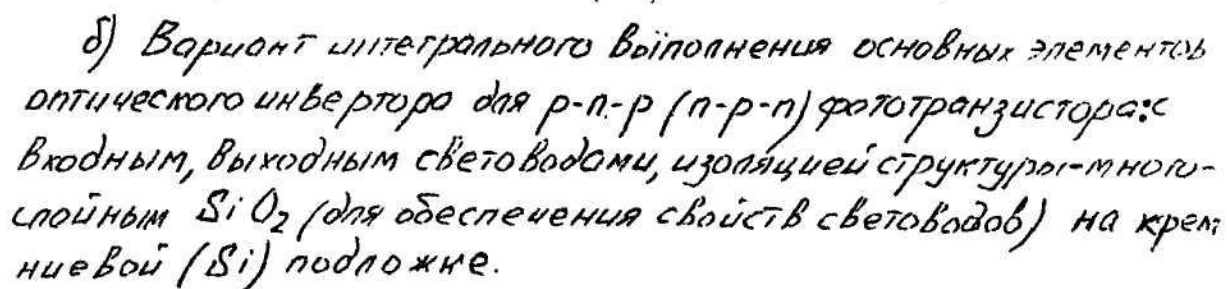 б) Вариант интегрального выполнения основных элементов
оптического инвертора для p-n-p (n-p-n) фототранзистора: с
входным, выходным световодами, изоляцией структуры-много-
слойным SiO₂ (для обеспечения свойств световодов) на крем-
ниевой (Si) подложке.